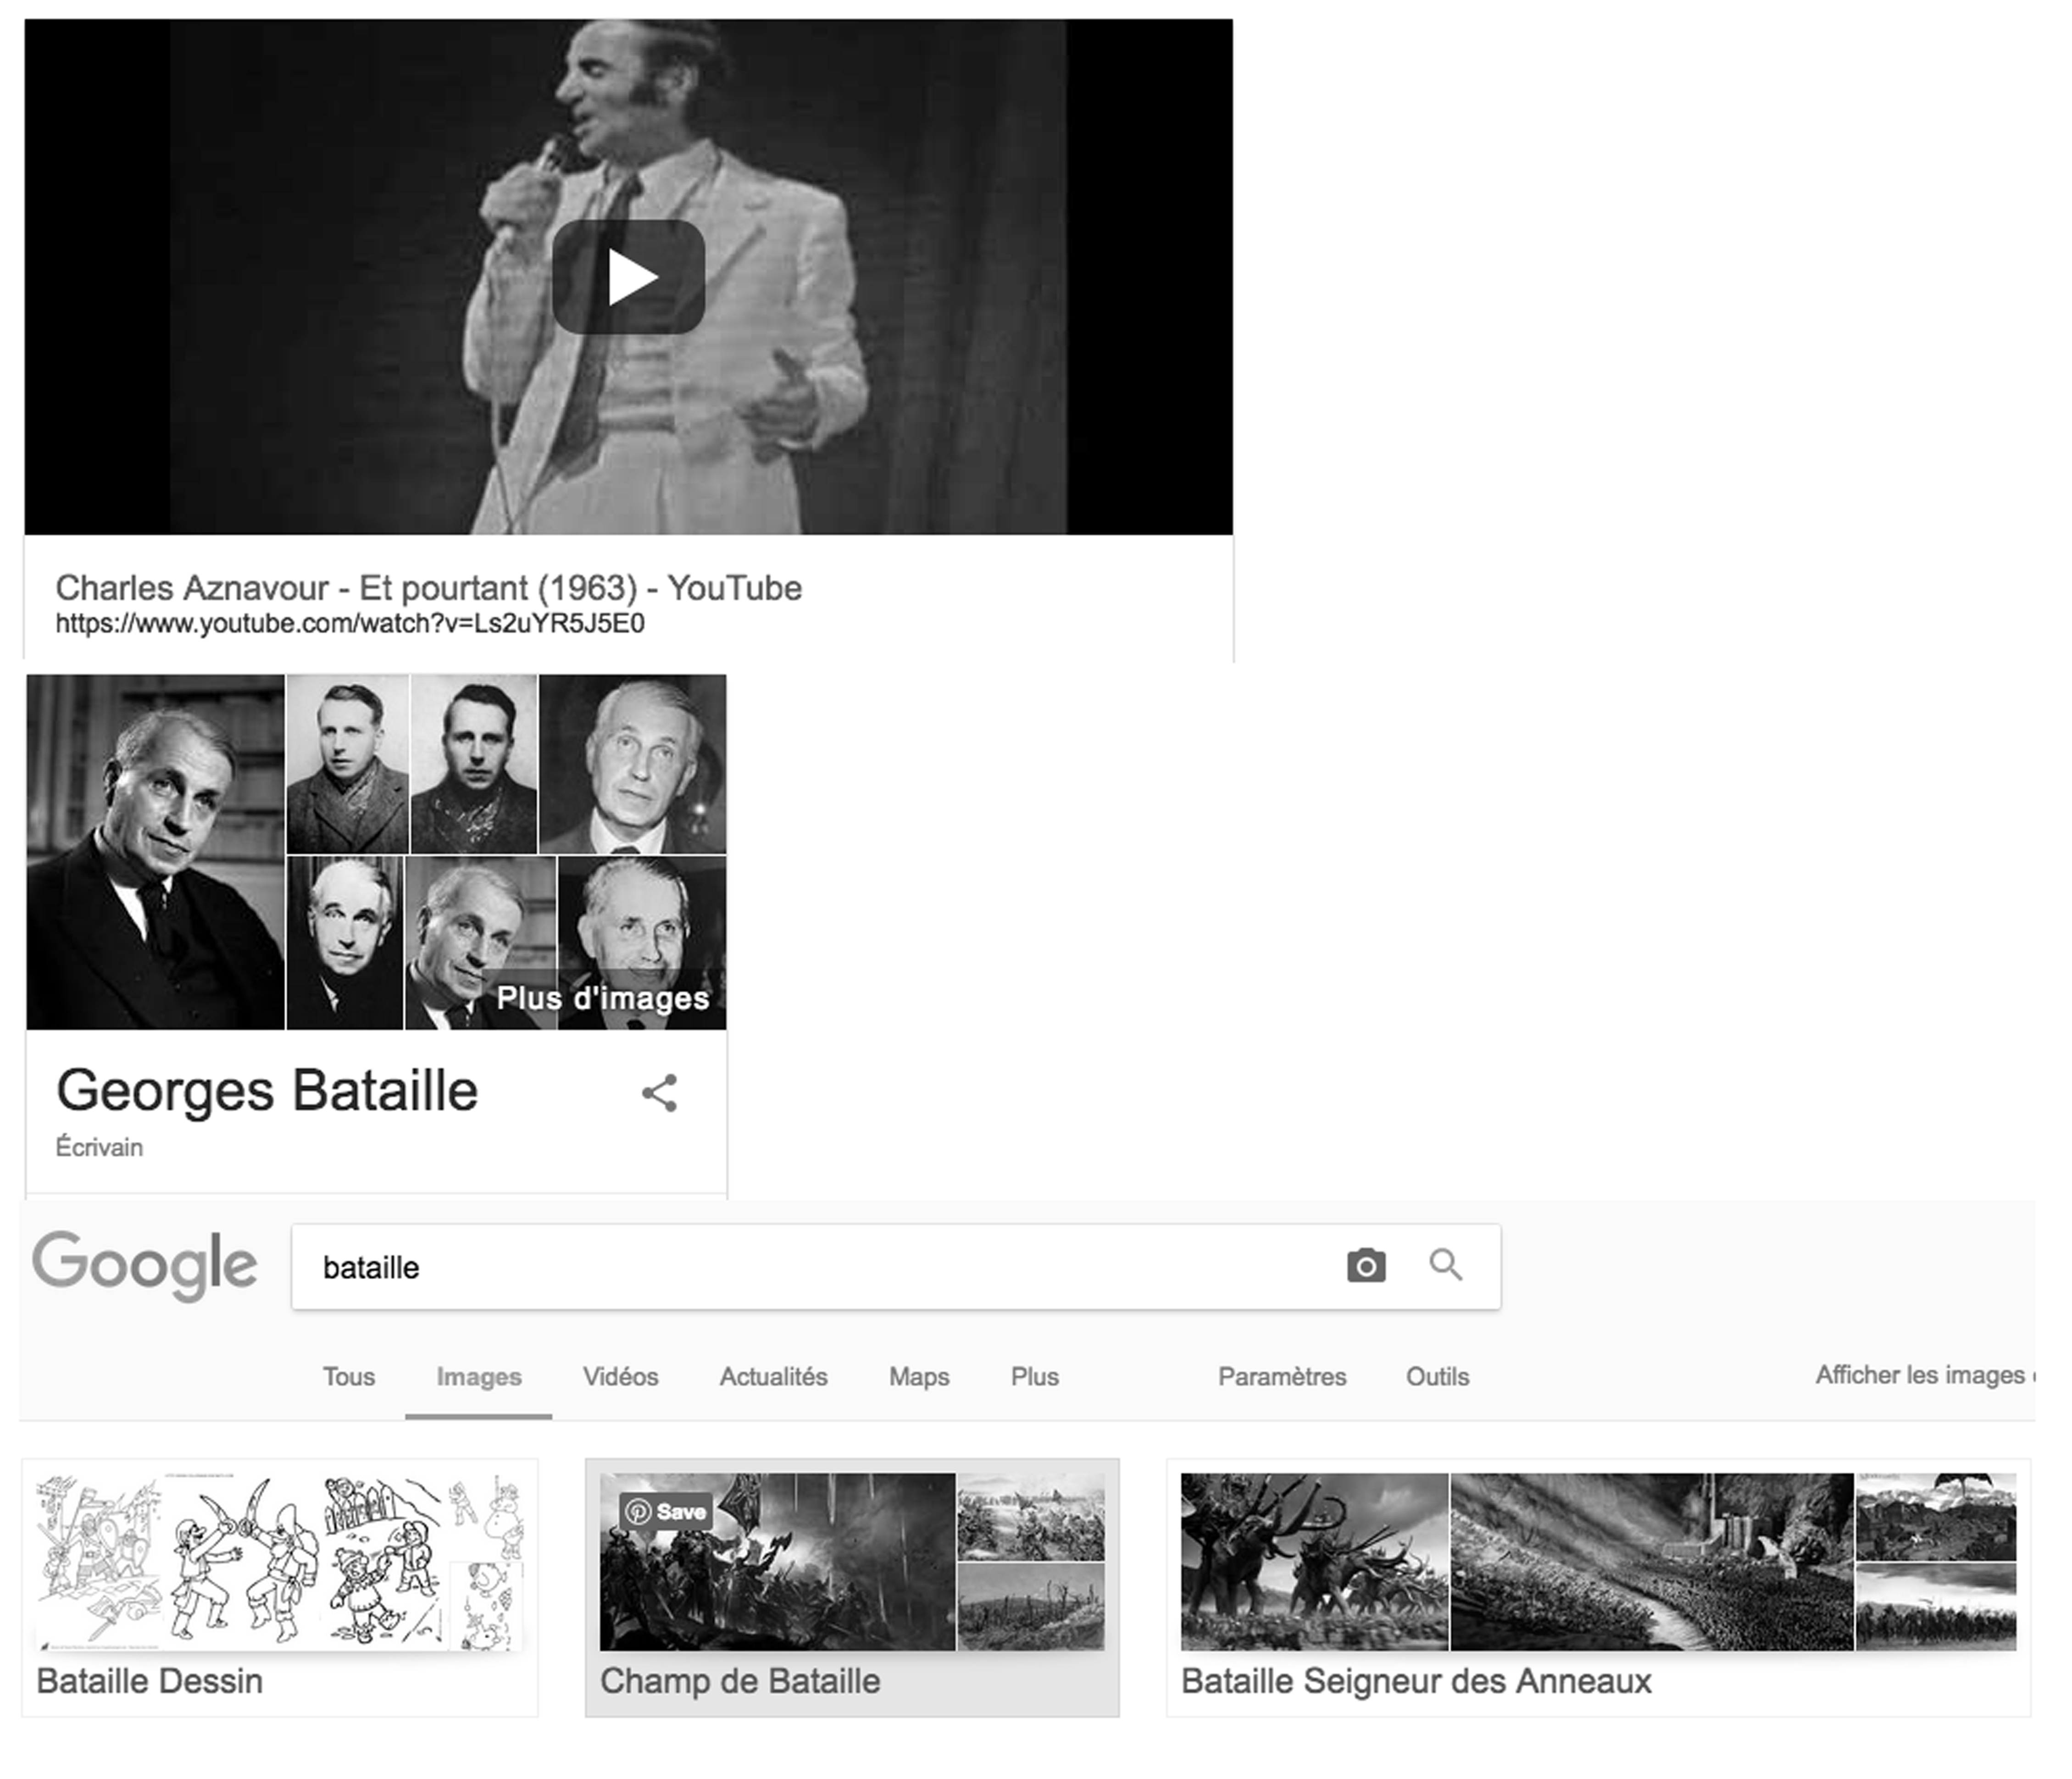 Charles Aznavour - Et pourtant (1963) - YouTube
https://www.youtube.com/watch?v=Ls2uYR5J5E0
Plus d'images
Georges Bataille
Écrivain
Google
bataille
Tous Images Vidéos Actualités Maps Plus Paramètres Outils Afficher les images
Save
Bataille Dessin
Champ de Bataille
Bataille Seigneur des Anneaux